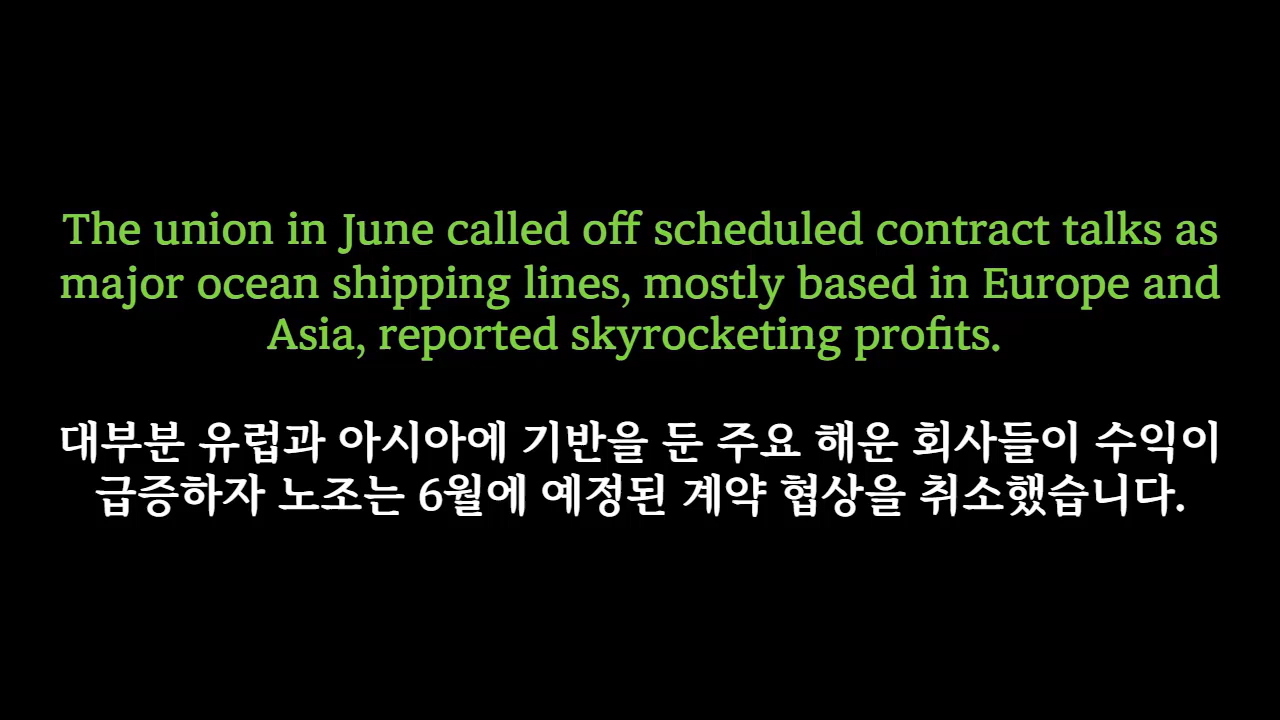 The union in June called off scheduled contract talks as
major ocean shipping lines, mostly based in Europe and
Asia, reported skyrocketing profits.
대부분 유럽과 아시아에 기반을 둔 주요 해운 회사들이 수익이
급증하자 노조는 6월에 예정된 계약 협상을 취소했습니다.